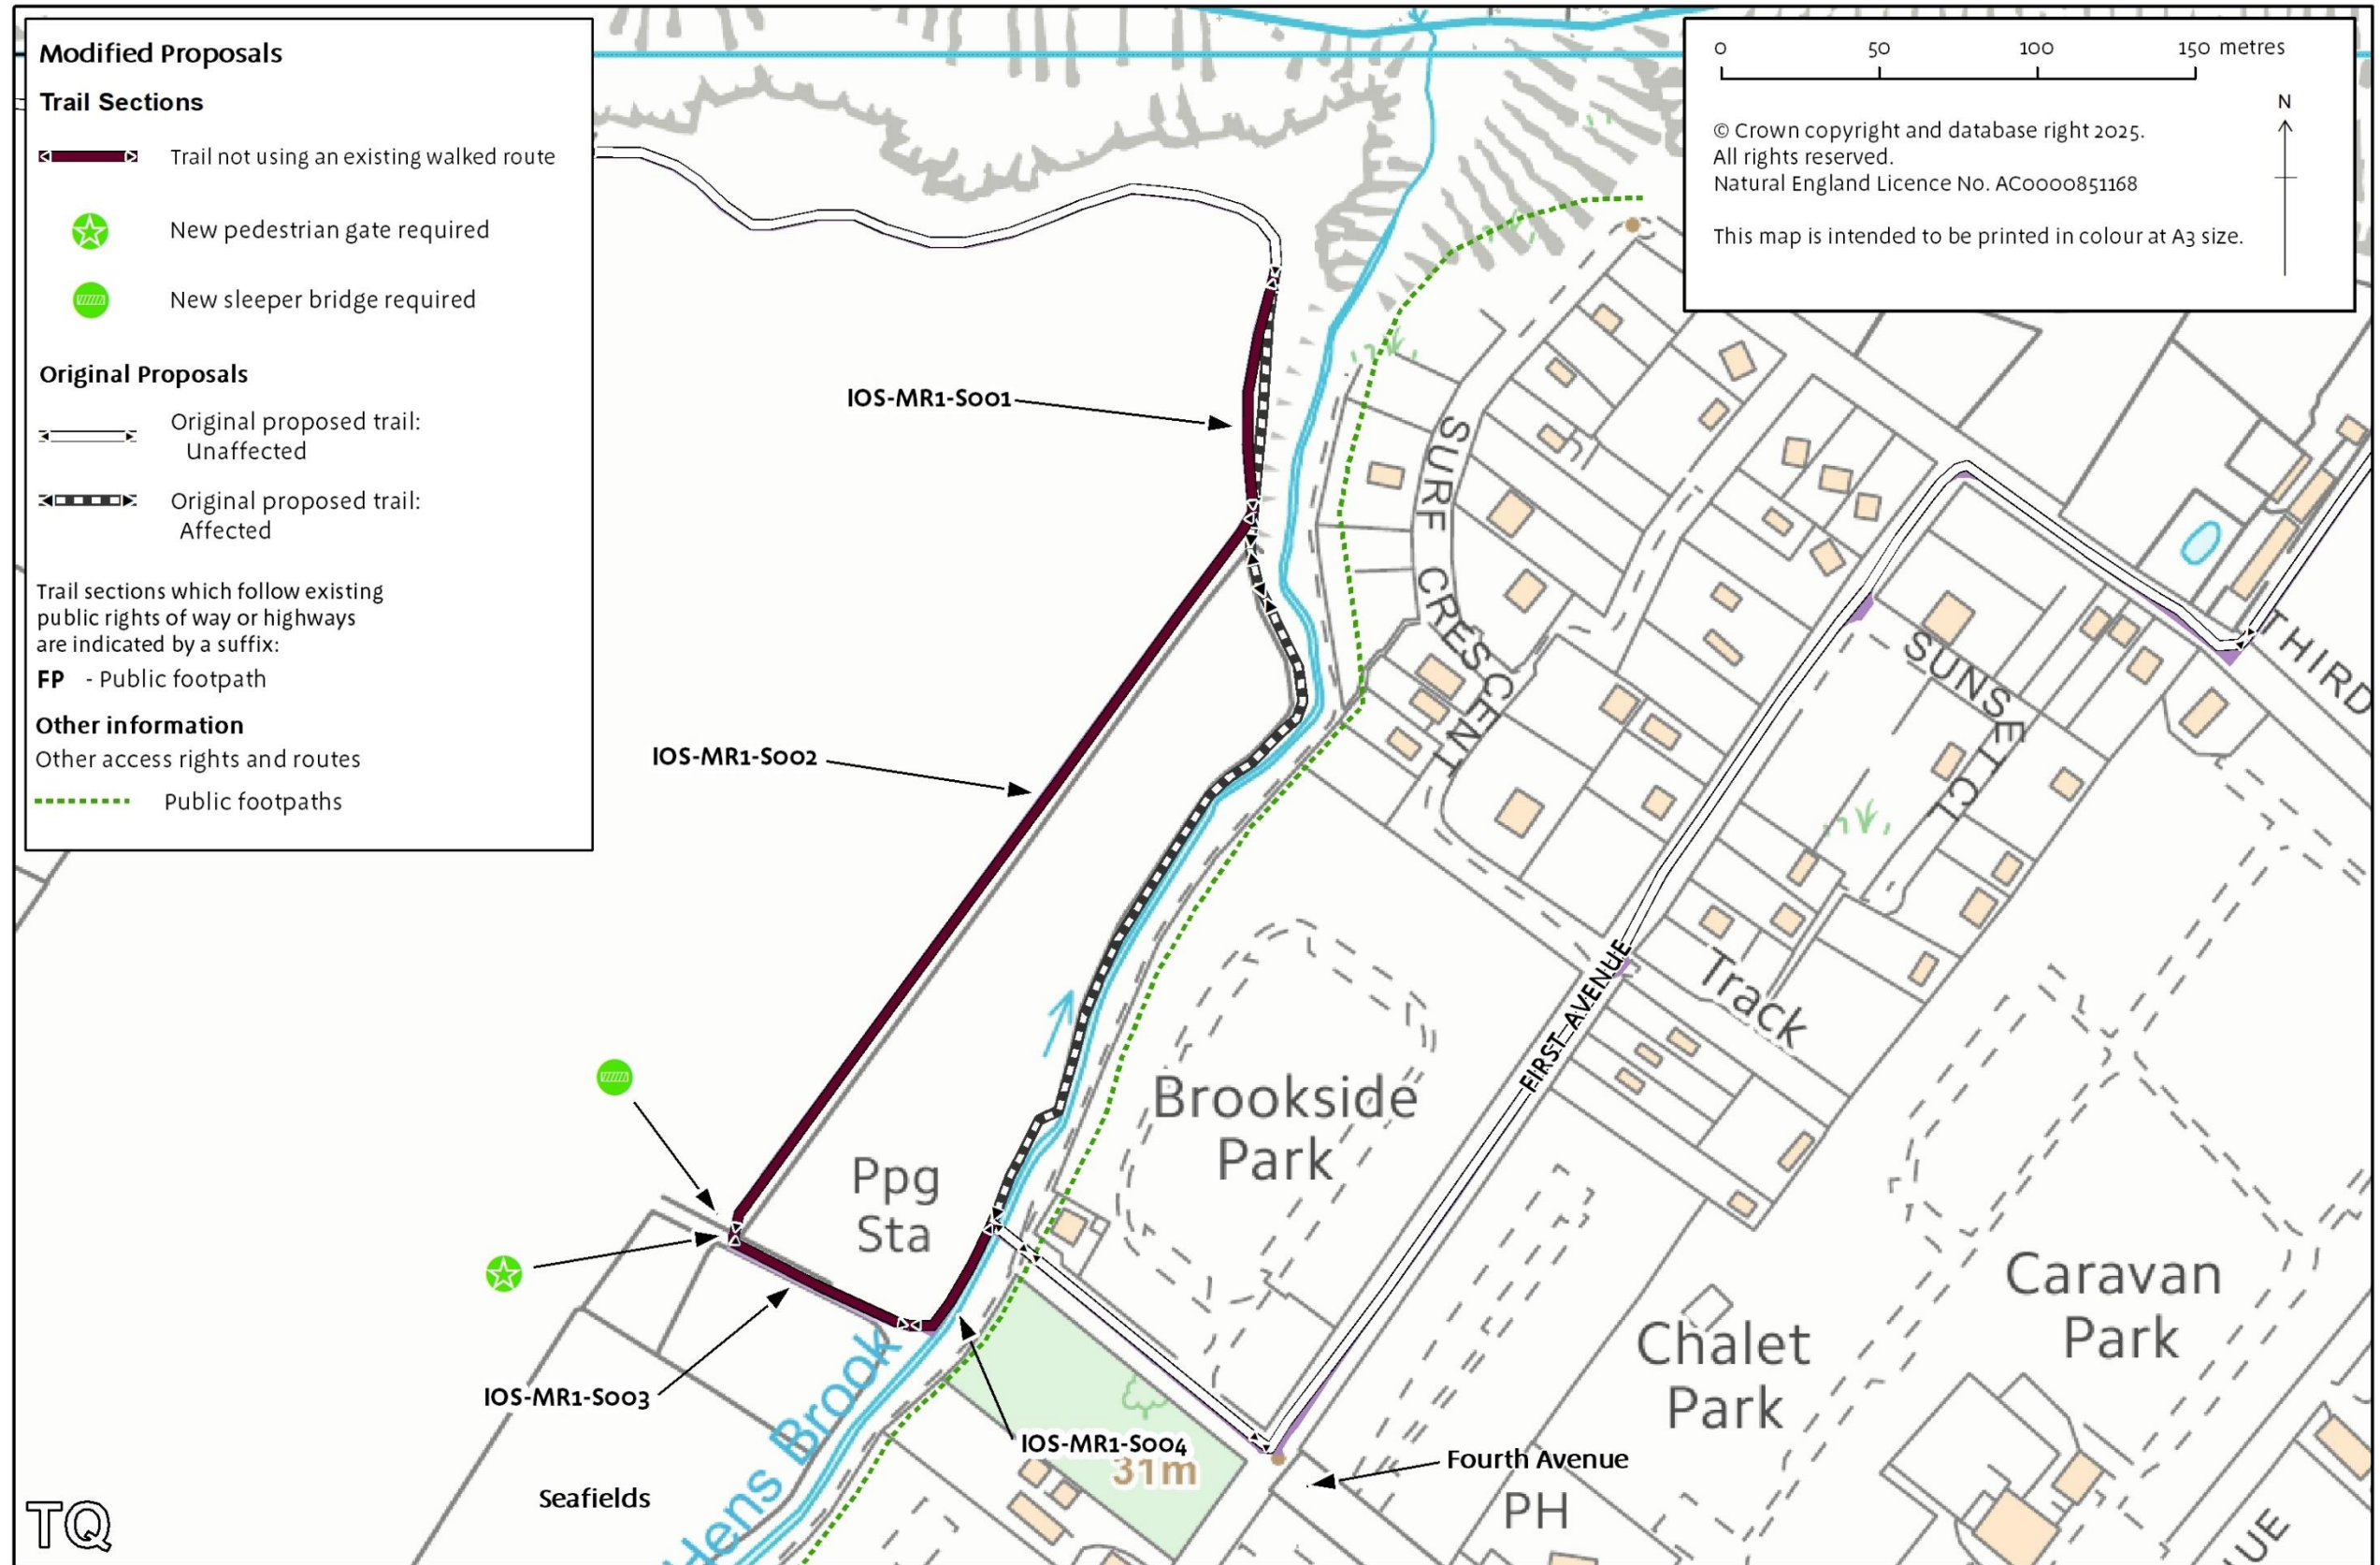 Modified Proposals
Trail Sections
Trail not using an existing walked route
New pedestrian gate required
New sleeper bridge required
Original Proposals
Original proposed trail:
Unaffected
Original proposed trail:
Affected
Trail sections which follow existing
public rights of way or highways
are indicated by a suffix:
FP - Public footpath
Other information
Other access rights and routes
Public footpaths
0 50 100 150 metres
N
© Crown copyright and database right 2025.
All rights reserved.
Natural England Licence No. AC0000851168
This map is intended to be printed in colour at A3 size.
IOS-MR1-S001
SURF CRESCENT
SUNSET CL
THIRD
IOS-MR1-S002
FIRST AVENUE
Track
Brookside
Park
Ppg
Sta
Caravan
Park
Chalet
Park
IOS-MR1-S003
Hens Brook
IOS-MR1-S004
31m
Fourth Avenue
Seafields
PH
UE
TQ